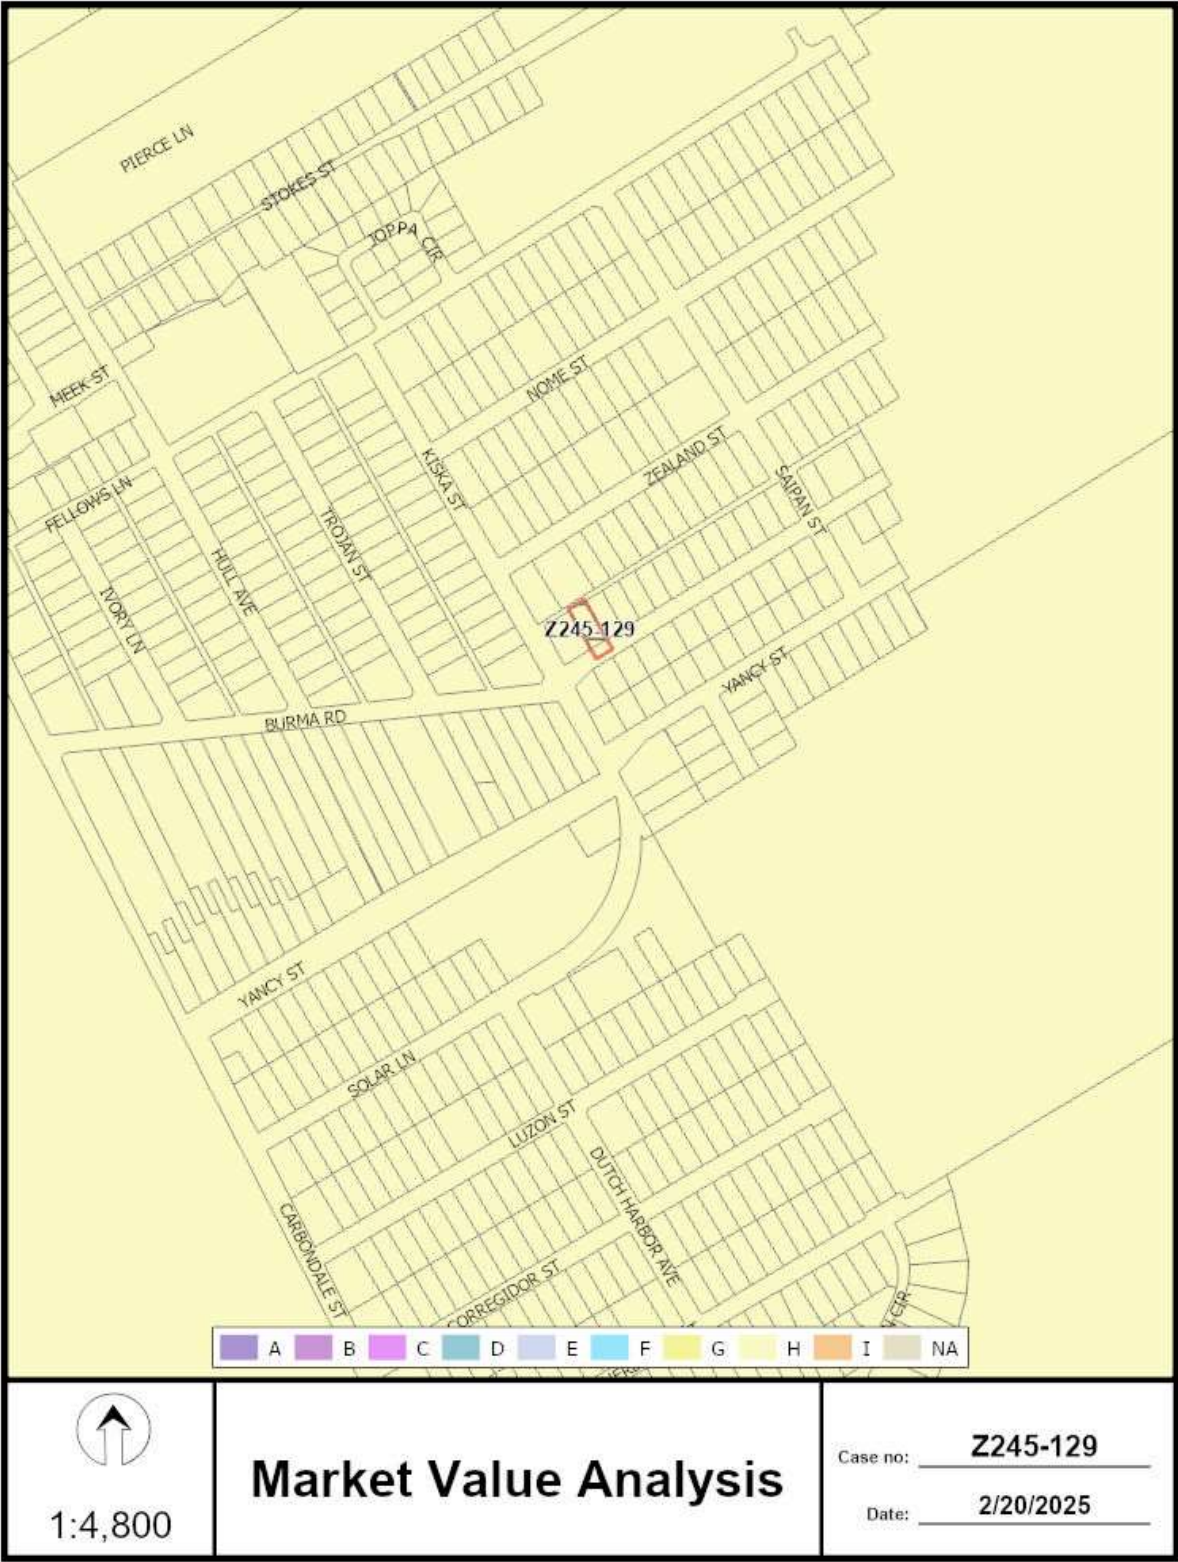 PIERCE LN
STOKES ST
JOPPA CIR
MEEK ST
NOME ST
KISKA ST
ZEALAND ST
SAIPAN ST
FELLOWS LN
TROJAN ST
HULL AVE
IVORY LN
Z245-129
YANCY ST
BURMA RD
YANCY ST
SOLAR LN
LUZON ST
DUTCH HARBOR AVE
CARBONDALE ST
CORREGIDOR ST
CIR
A B C D E F G H I NA
1:4,800
Market Value Analysis
Case no: Z245-129
Date: 2/20/2025